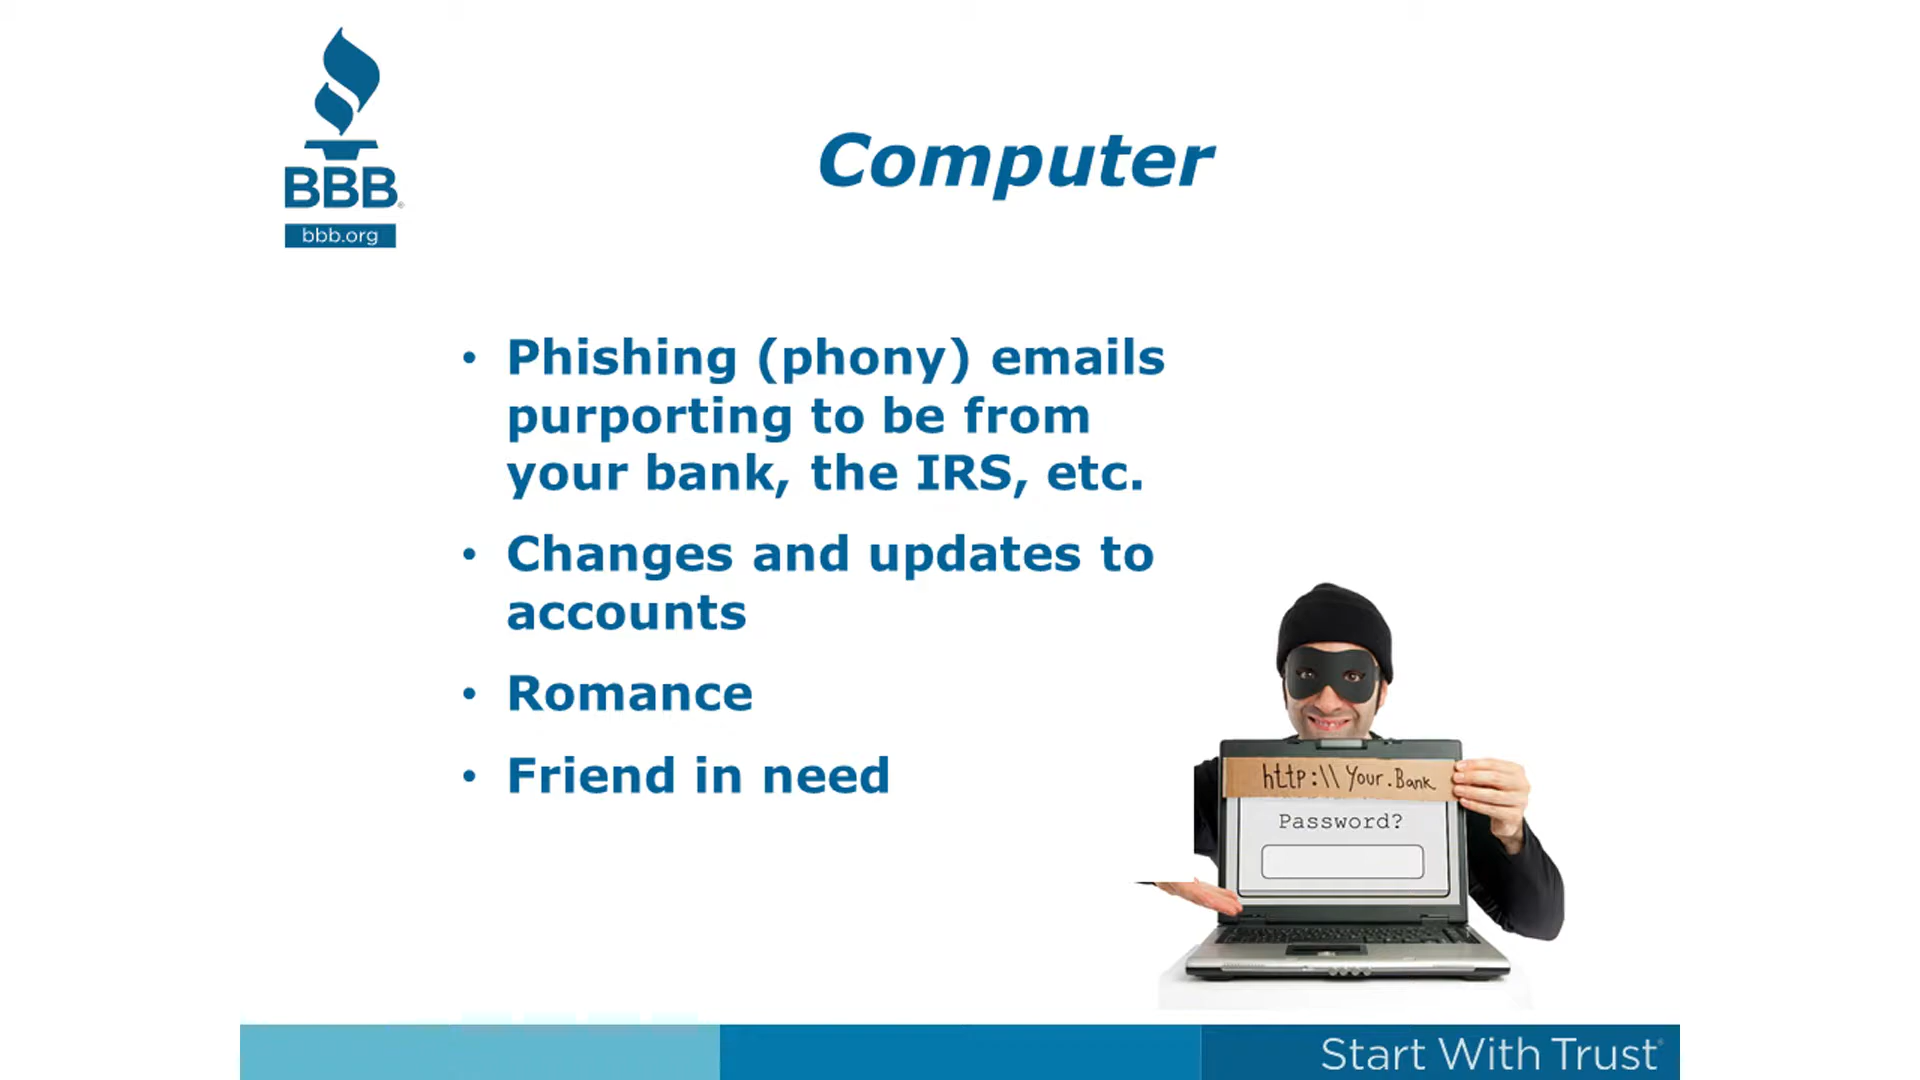 BBB
bbb.org
Computer
• Phishing (phony) emails
purporting to be from
your bank, the IRS, etc.
• Changes and updates to
accounts
• Romance
• Friend in need
http:\\ Your.Bank
Password?
Start With Trust